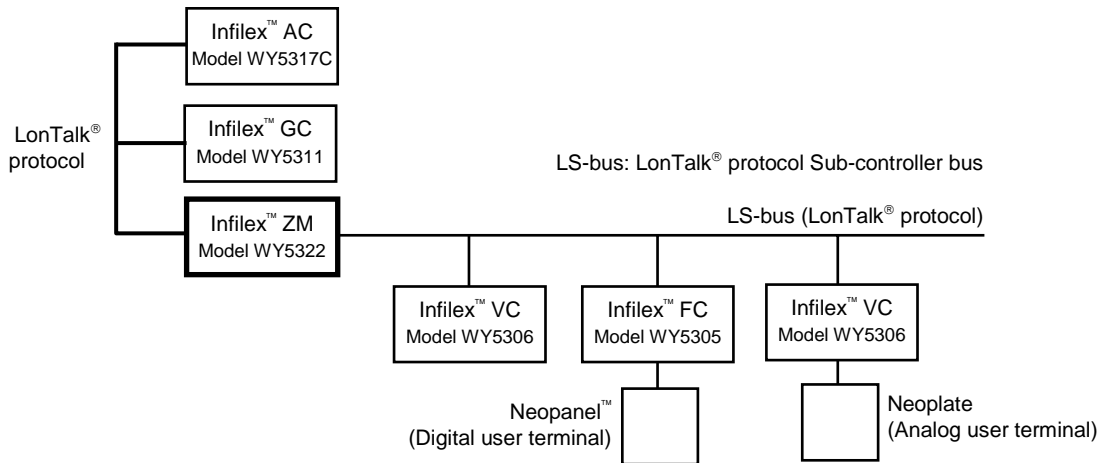 Infilex™ AC
Model WY5317C
LonTalk®
protocol
Infilex™ GC
Model WY5311
LS-bus: LonTalk® protocol Sub-controller bus
Infilex™ ZM
Model WY5322
LS-bus (LonTalk® protocol)
Infilex™ VC
Model WY5306
Infilex™ FC
Model WY5305
Infilex™ VC
Model WY5306
Neopanel™
(Digital user terminal)
Neoplate
(Analog user terminal)